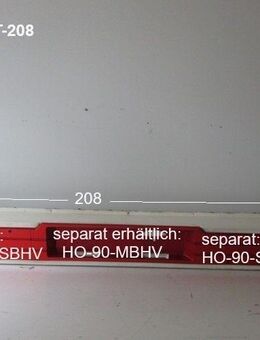 T-208
208
separat erhältlich:
HO-90-MBHV
SBHV
separat:
HO-90-S